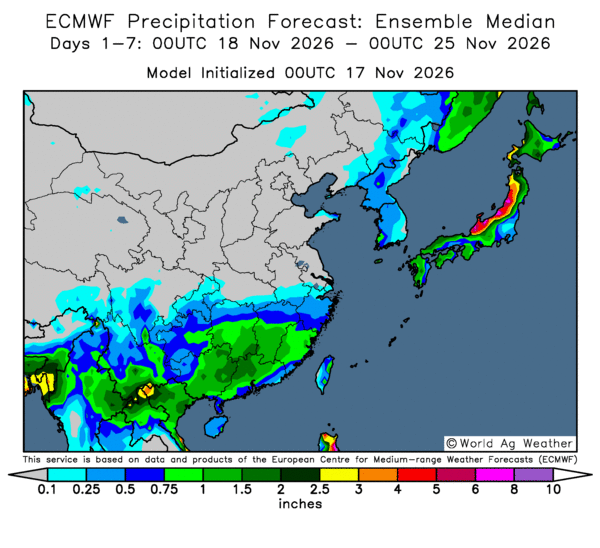 ECMWF Precipitation Forecast: Ensemble Median
Days 1–7: 00UTC 18 Nov 2026 – 00UTC 25 Nov 2026
Model Initialized 00UTC 17 Nov 2026
©World Ag Weather
This service is based on data and products of the European Centre for Medium-range Weather Forecasts (ECMWF)
0.1 0.25 0.5 0.75 1 1.5 2 2.5 3 4 5 6 8 10
inches